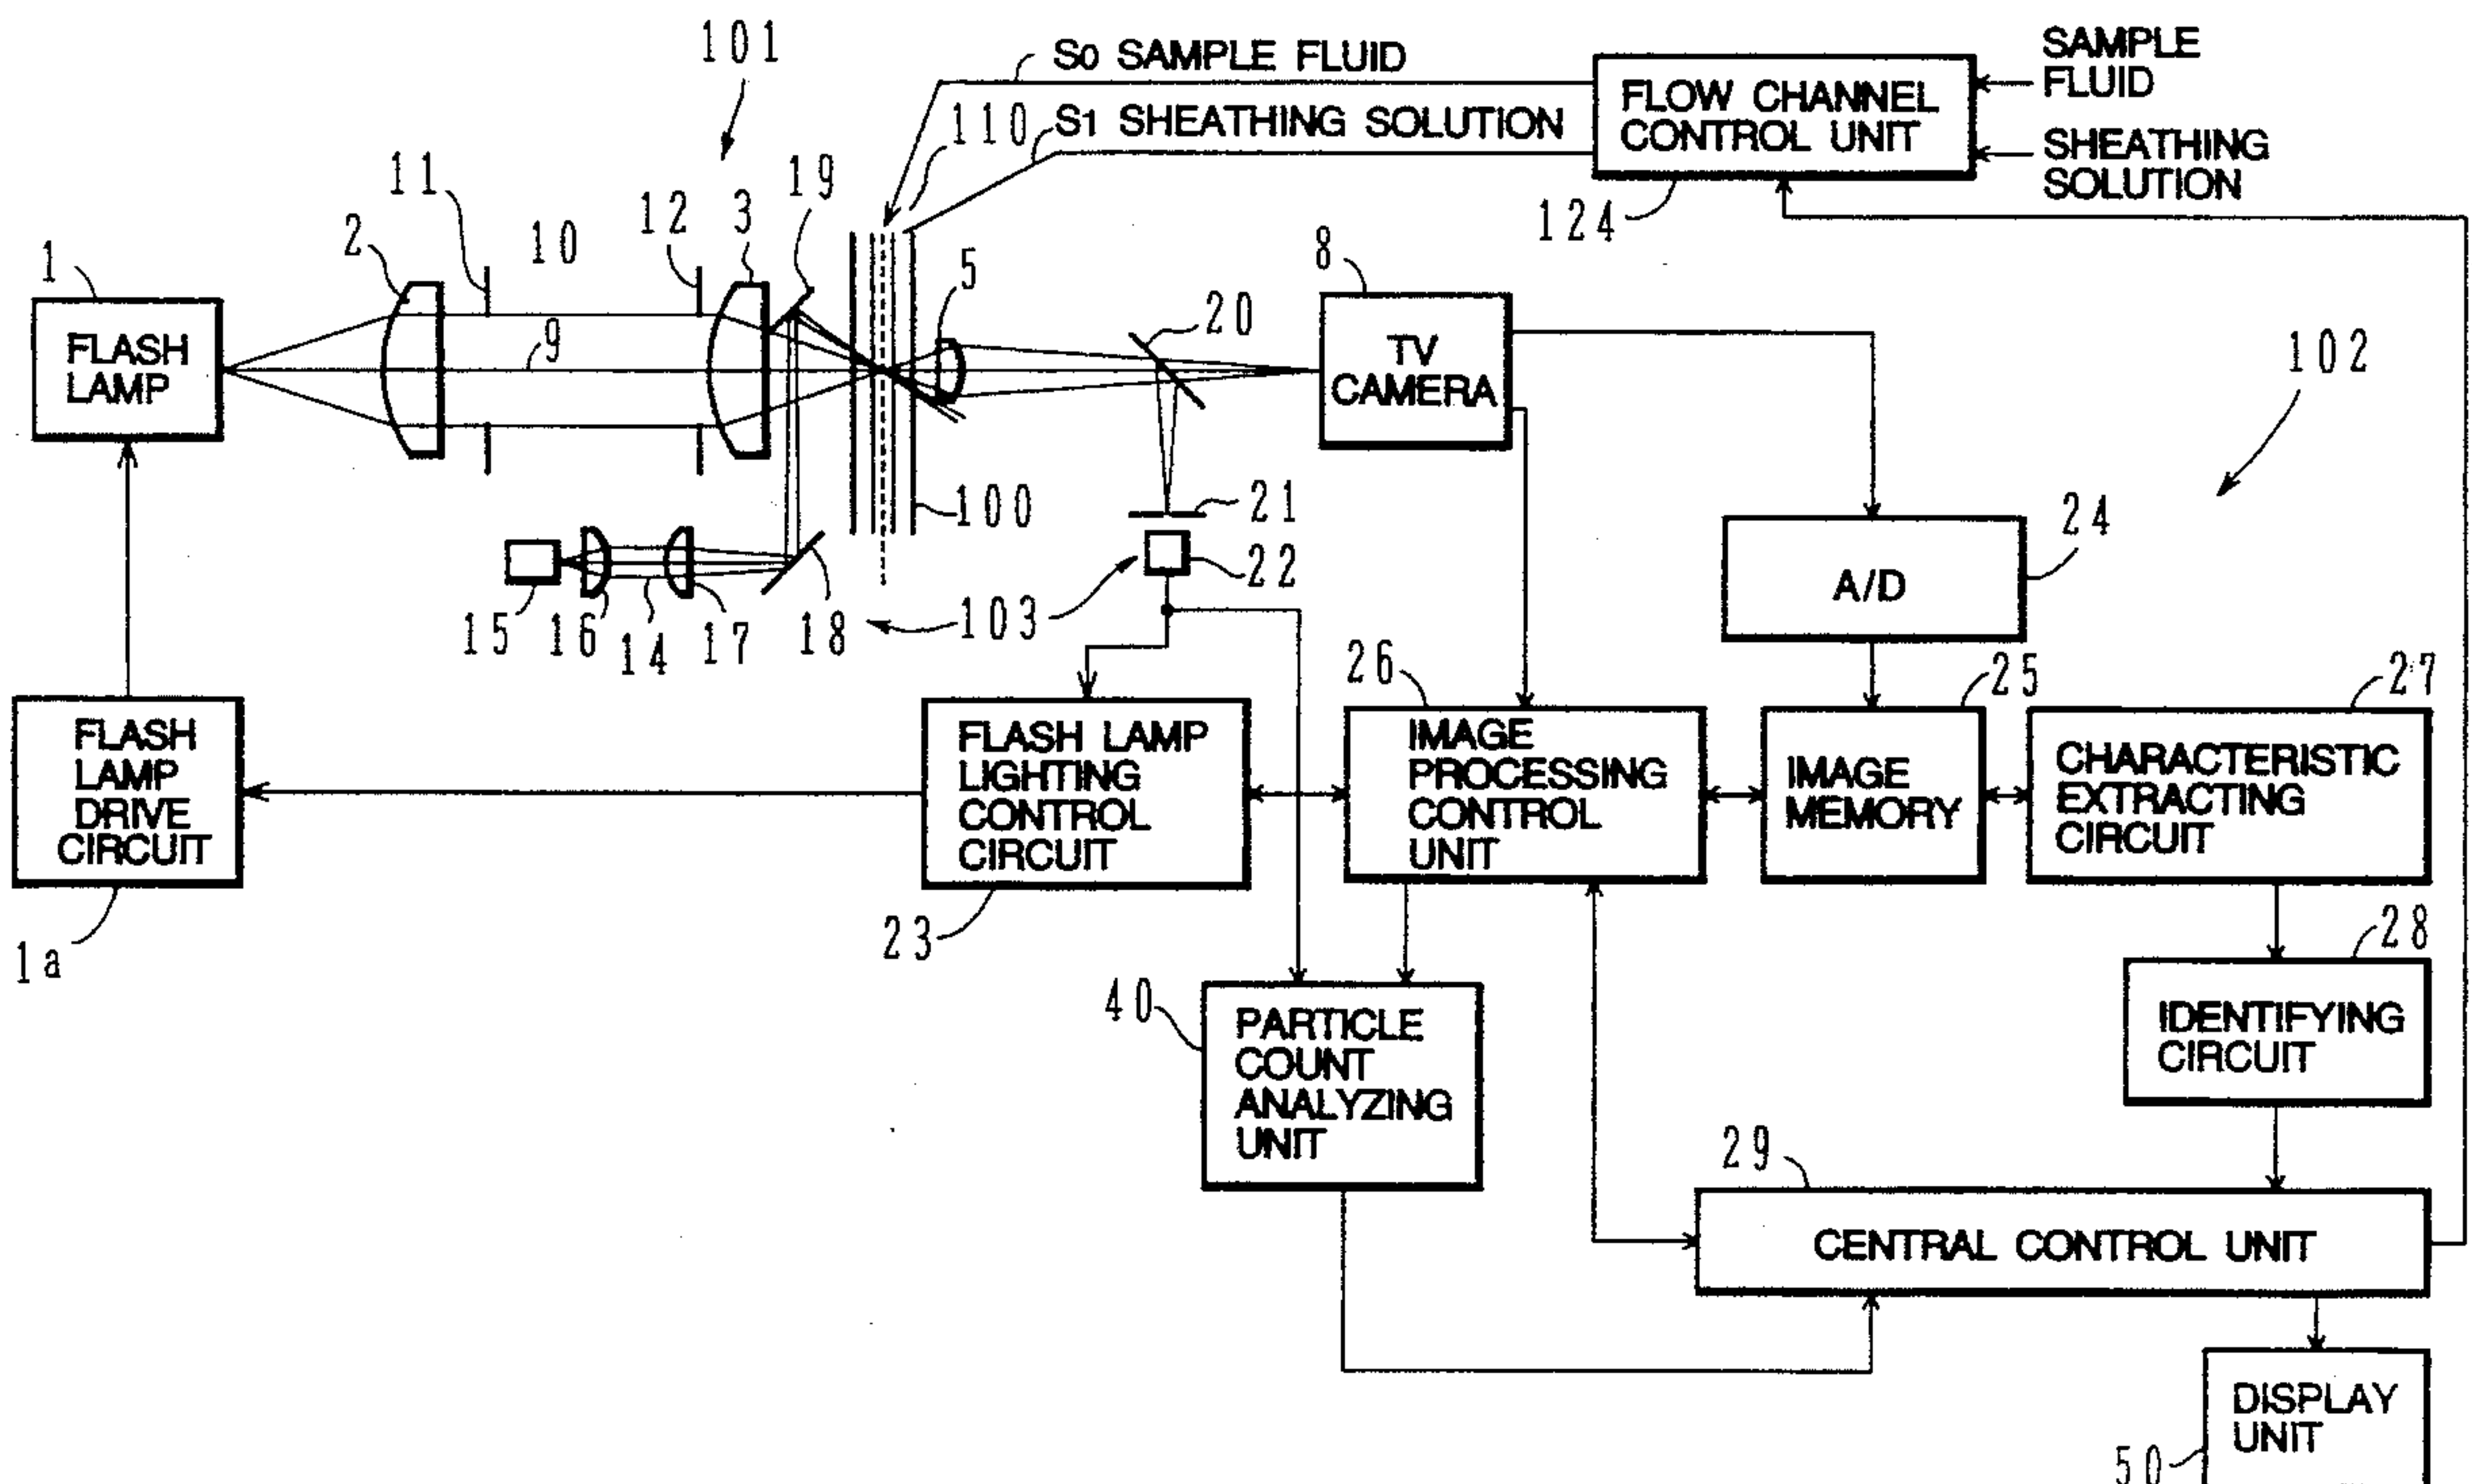 101
S0 SAMPLE FLUID
SAMPLE
FLUID
FLOW CHANNEL
CONTROL UNIT
110
S1 SHEATHING SOLUTION
SHEATHING
SOLUTION
124
11
10
12
3
19
2
1
5
8
20
FLASH
LAMP
9
TV
CAMERA
102
100
21
22
24
A/D
15
16
14
17
18
103
26
25
27
FLASH
LAMP
DRIVE
CIRCUIT
FLASH LAMP
LIGHTING
CONTROL
CIRCUIT
IMAGE
PROCESSING
CONTROL
UNIT
IMAGE
MEMORY
CHARACTERISTIC
EXTRACTING
CIRCUIT
1a
23
28
40
PARTICLE
COUNT
ANALYZING
UNIT
IDENTIFYING
CIRCUIT
29
CENTRAL CONTROL UNIT
DISPLAY
UNIT
50